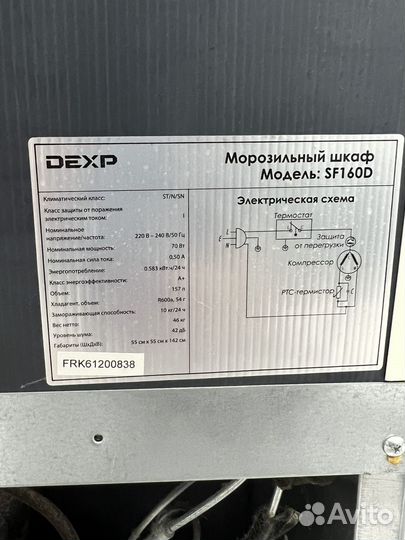 DEXP
Морозильный шкаф
Модель: SF160D
Климатический класс: ST/N/SN
Класс защиты от поражения
электрическим током: I
Номинальное
напряжение/частота: 220 В – 240 В/50 Гц
Номинальная мощность: 70 Вт
Номинальная сила тока: 0,50 А
Энергопотребление: 0.583 кВт.ч/24 ч
Класс энергоэффективности: А+
Объем: 157 л
Хладагент, объем: R600a, 54 г
Замораживающая способность: 10 кг/24 ч
Вес нетто: 46 кг
Уровень шума: 42 дБ
Габариты (ШхДхВ): 55 см x 55 см x 142 см
FRK61200838
Электрическая схема
Термостат
L
E
N
Защита
от перегрузки
Компрессор
РТС-термистор
C
Avito